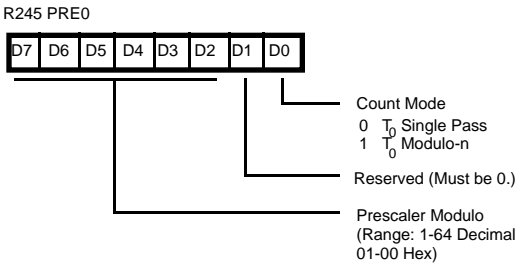 R245 PRE0
D7 D6 D5 D4 D3 D2 D1 D0
Count Mode
0 T0 Single Pass
1 T0 Modulo-n
Reserved (Must be 0.)
Prescaler Modulo
(Range: 1-64 Decimal
01-00 Hex)